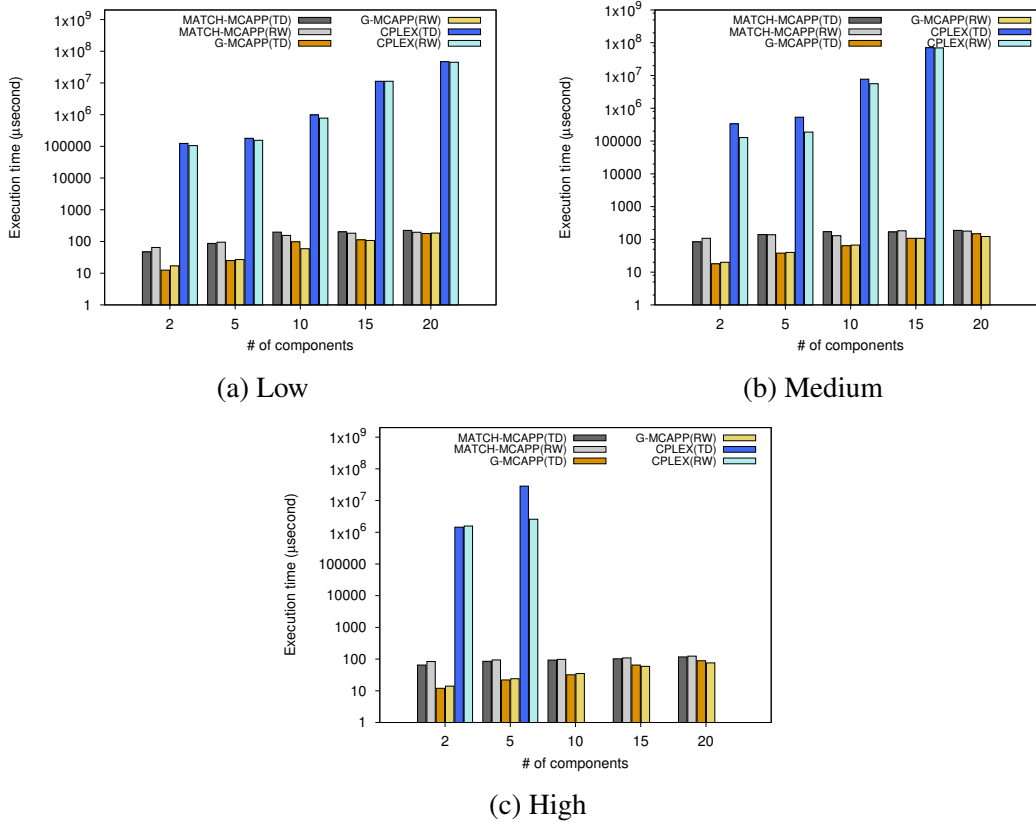 1x10^9
1x10^8
1x10^7
1x10^6
100000
10000
1000
100
10
1
Execution time (µsecond)
MATCH-MCAPP(TD)
MATCH-MCAPP(RW)
G-MCAPP(TD)
G-MCAPP(RW)
CPLEX(TD)
CPLEX(RW)
2 5 10 15 20
# of components
(a) Low
1x10^9
1x10^8
1x10^7
1x10^6
100000
10000
1000
100
10
1
Execution time (µsecond)
MATCH-MCAPP(TD)
MATCH-MCAPP(RW)
G-MCAPP(TD)
G-MCAPP(RW)
CPLEX(TD)
CPLEX(RW)
2 5 10 15 20
# of components
(b) Medium
1x10^9
1x10^8
1x10^7
1x10^6
100000
10000
1000
100
10
1
Execution time (µsecond)
MATCH-MCAPP(TD)
MATCH-MCAPP(RW)
G-MCAPP(TD)
G-MCAPP(RW)
CPLEX(TD)
CPLEX(RW)
2 5 10 15 20
# of components
(c) High